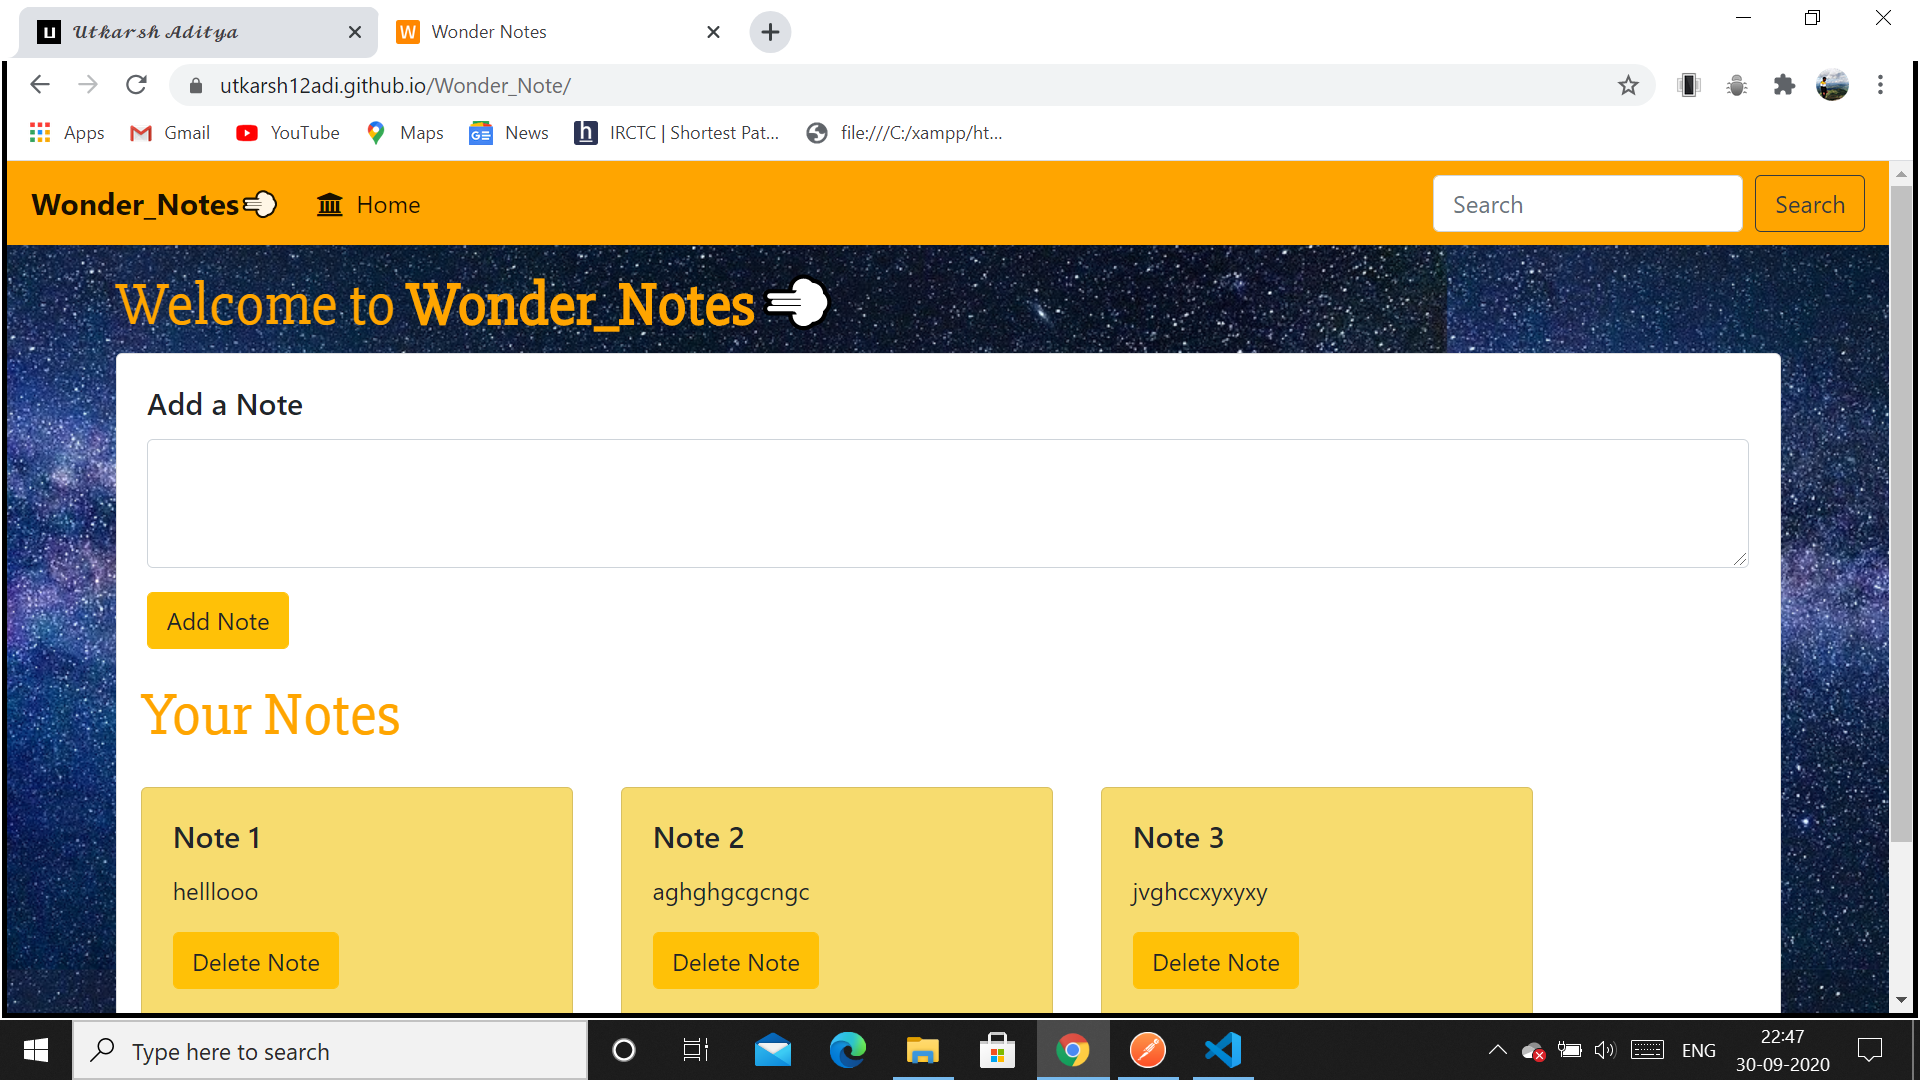 𝓤𝓽𝓴𝓪𝓻𝓼𝓱 𝓐𝓭𝓲𝓽𝔂𝓪
Wonder Notes
utkarsh12adi.github.io/Wonder_Note/
Apps Gmail YouTube Maps News IRCTC | Shortest Pat... file:///C:/xampp/ht...
Wonder_Notes Home Search Search
Welcome to Wonder_Notes
Add a Note
Add Note
Your Notes
Note 1
helllooo
Delete Note
Note 2
aghghgcgcngc
Delete Note
Note 3
jvghccxyxyxy
Delete Note
Type here to search
ENG
22:47
30-09-2020